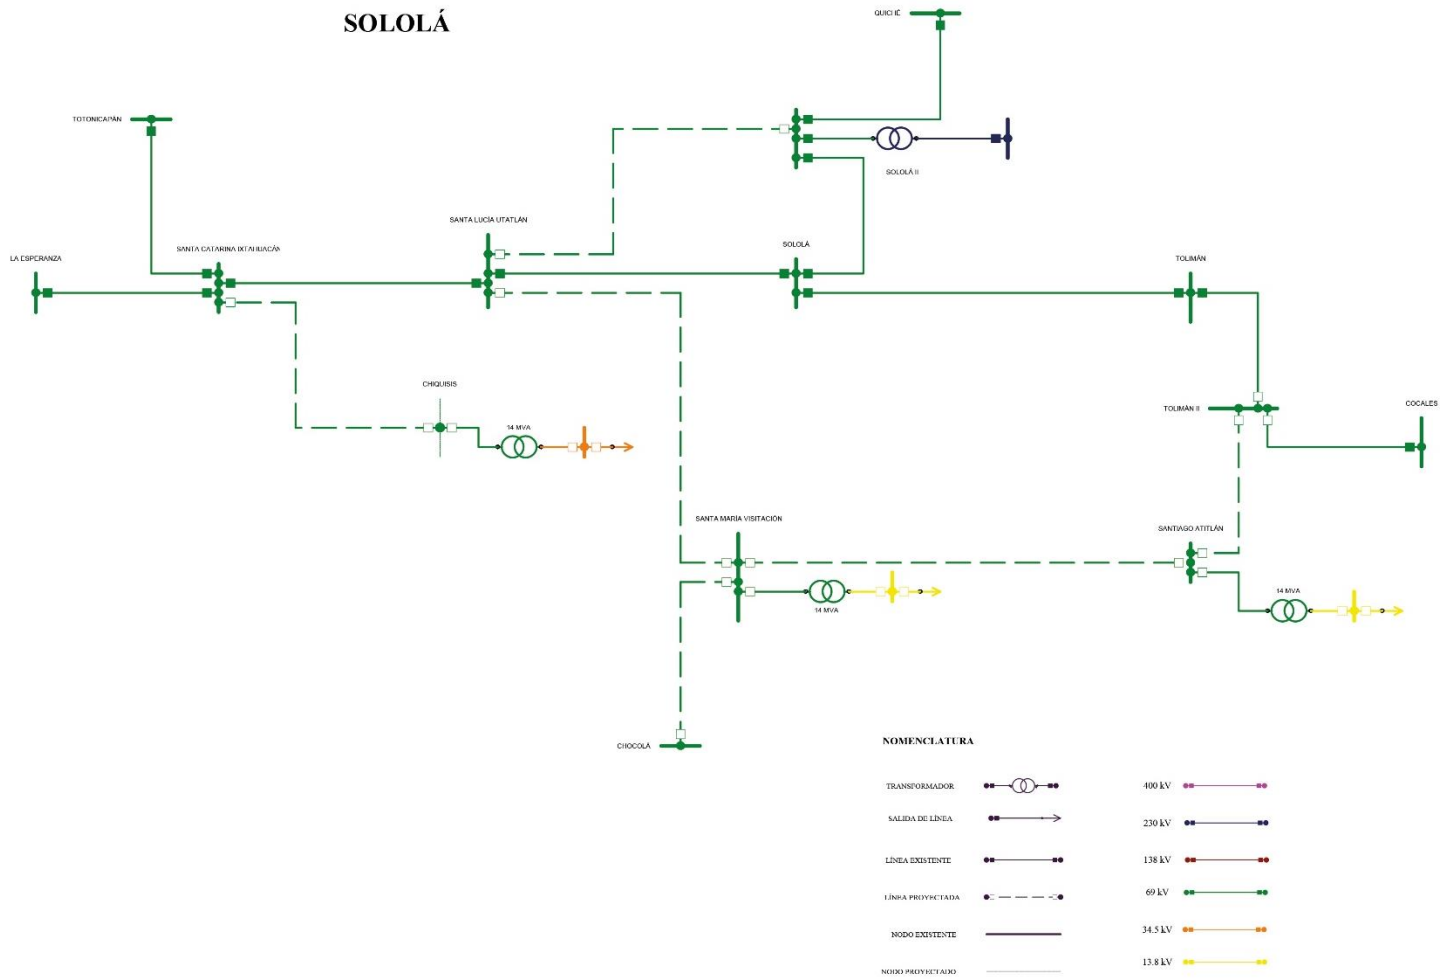 SOLOLÁ
QUICHÉ
TOTONICAPÁN
SOLOLÁ II
SANTA LUCÍA UTATLÁN
SANTA CATARINA IXTAHUACÁN
SOLOLÁ
LA ESPERANZA
TOLIMÁN
CHIQUISIS
14 MVA
TOLIMÁN II
COCALES
SANTA MARÍA VISITACIÓN
SANTIAGO ATITLÁN
14 MVA
14 MVA
CHOCOLÁ
NOMENCLATURA
TRANSFORMADOR
400 kV
SALIDA DE LÍNEA
230 kV
LÍNEA EXISTENTE
138 kV
LÍNEA PROYECTADA
69 kV
NODO EXISTENTE
34.5 kV
NODO PROYECTADO
13.8 kV